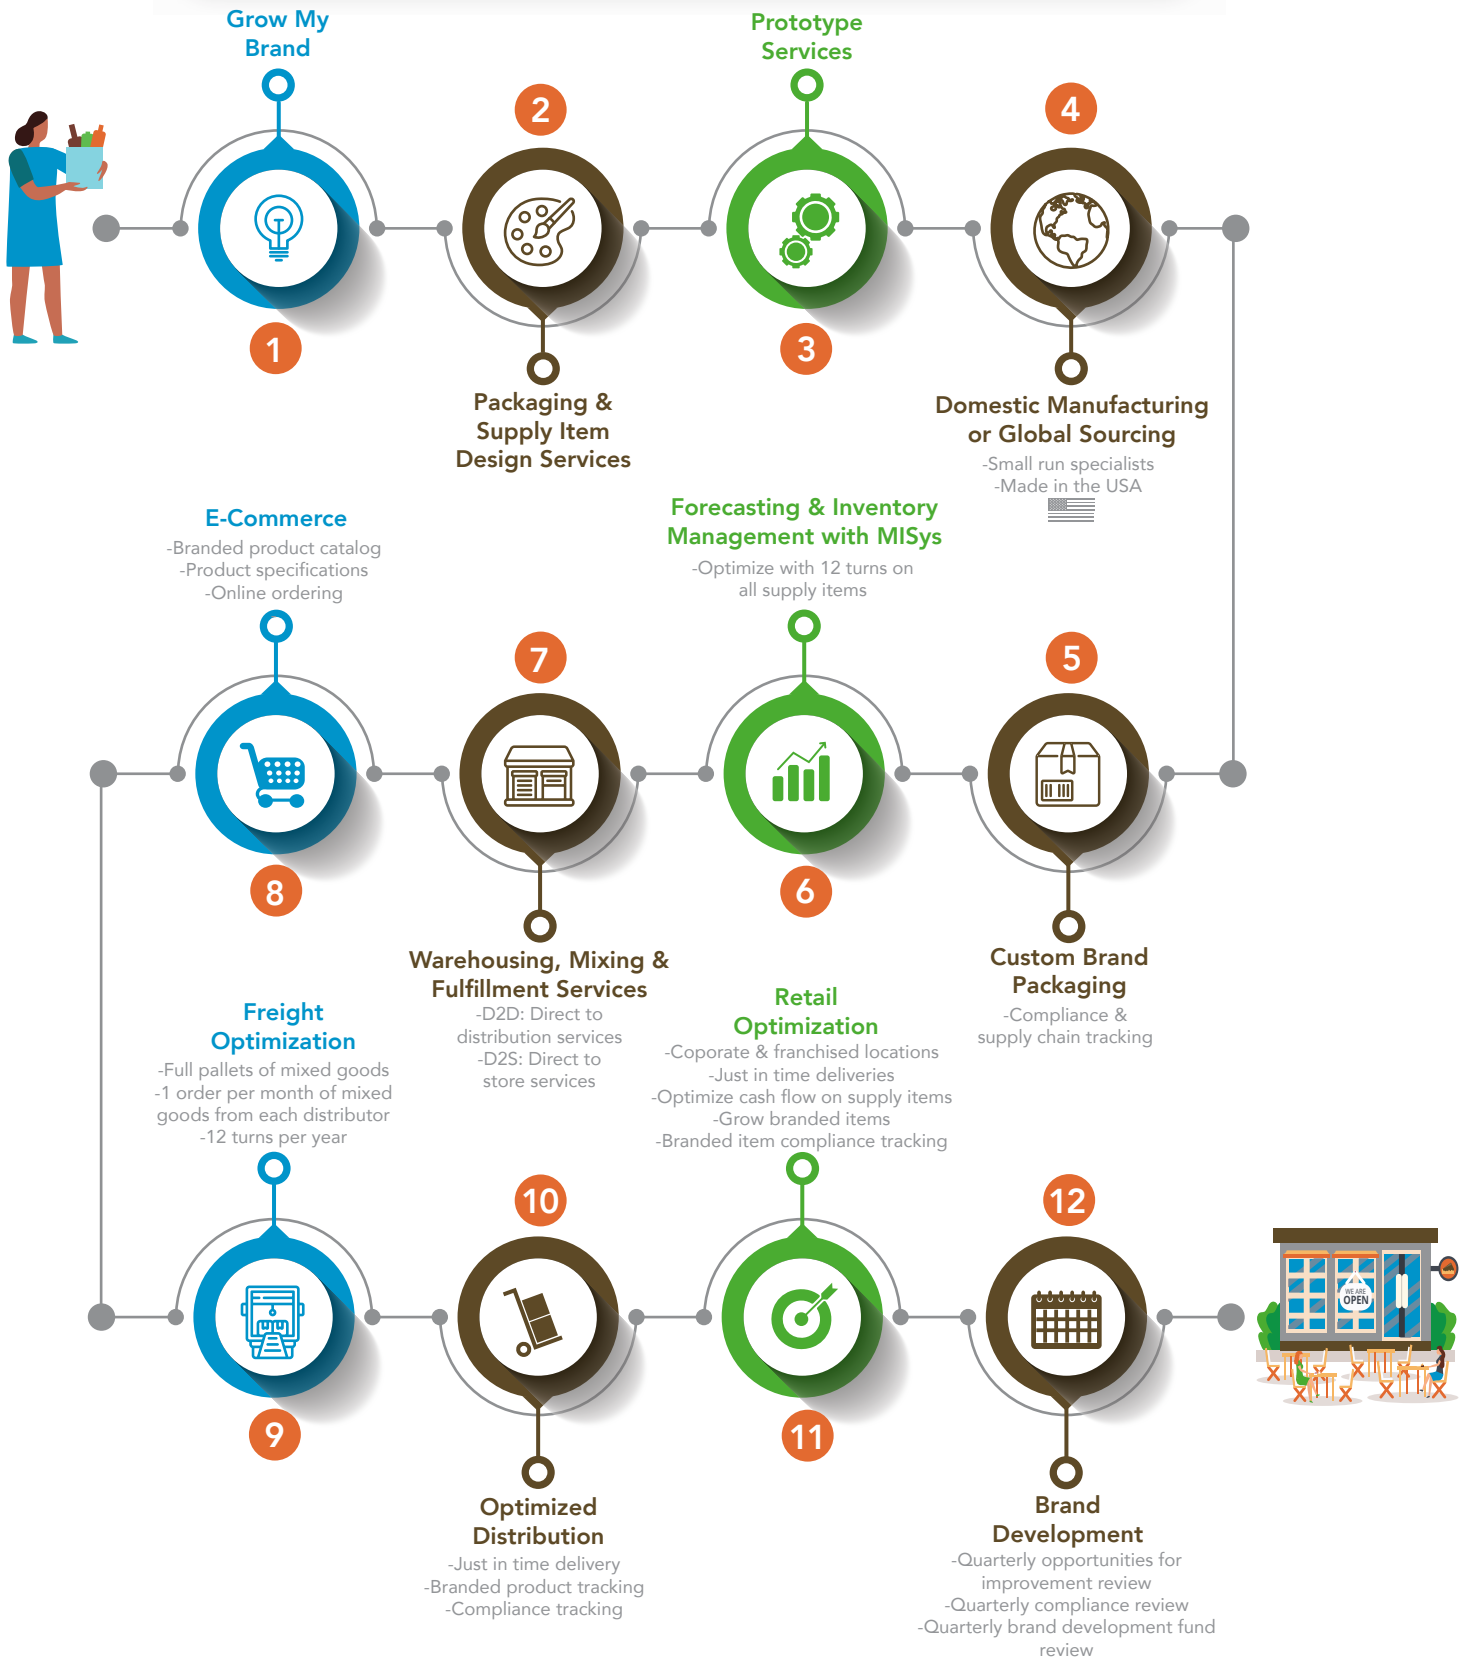 Grow My
Brand
1
2
Packaging &
Supply Item
Design Services
Prototype
Services
3
4
Domestic Manufacturing
or Global Sourcing
-Small run specialists
-Made in the USA
5
Custom Brand
Packaging
-Compliance &
supply chain tracking
Forecasting & Inventory
Management with MISys
-Optimize with 12 turns on
all supply items
6
7
Warehousing, Mixing &
Fulfillment Services
-D2D: Direct to
distribution services
-D2S: Direct to
store services
E-Commerce
-Branded product catalog
-Product specifications
-Online ordering
8
Freight
Optimization
-Full pallets of mixed goods
-1 order per month of mixed
goods from each distributor
-12 turns per year
9
10
Optimized
Distribution
-Just in time delivery
-Branded product tracking
-Compliance tracking
Retail
Optimization
-Coporate & franchised locations
-Just in time deliveries
-Optimize cash flow on supply items
-Grow branded items
-Branded item compliance tracking
11
12
Brand
Development
-Quarterly opportunities for
improvement review
-Quarterly compliance review
-Quarterly brand development fund
review
WE ARE
OPEN